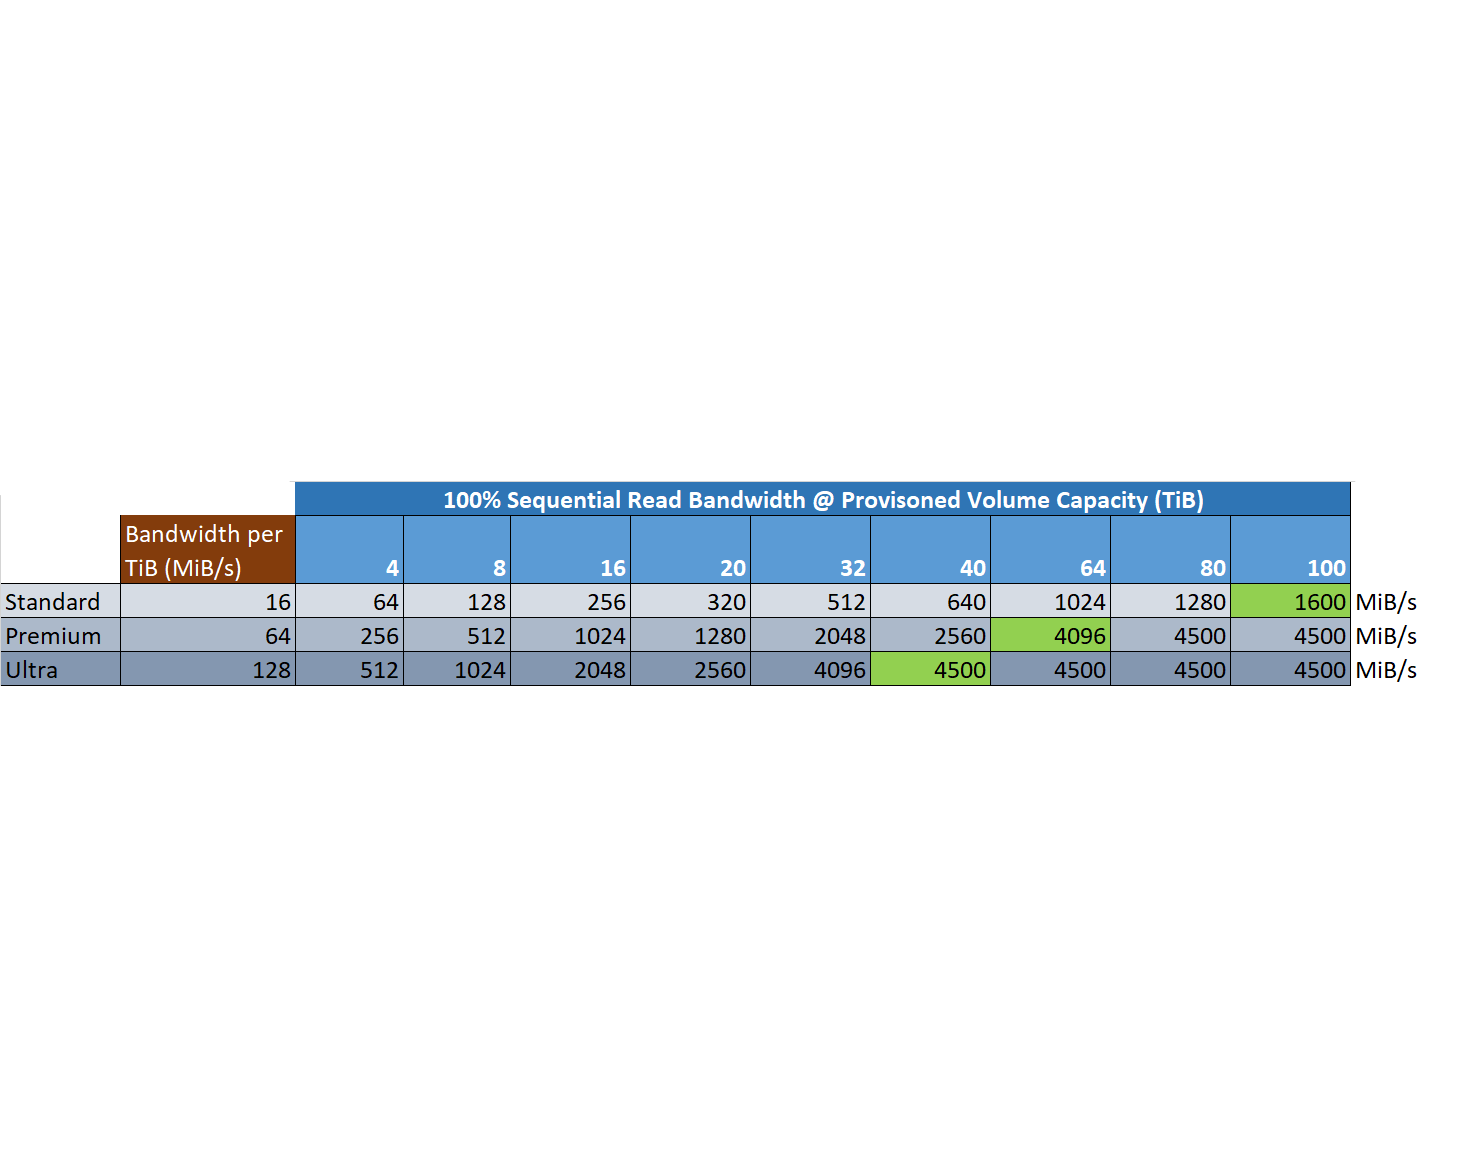 100% Sequential Read Bandwidth @ Provisoned Volume Capacity (TiB)
Bandwidth per
TiB (MiB/s) 4 8 16 20 32 40 64 80 100
Standard 16 64 128 256 320 512 640 1024 1280 1600 MiB/s
Premium 64 256 512 1024 1280 2048 2560 4096 4500 4500 MiB/s
Ultra 128 512 1024 2048 2560 4096 4500 4500 4500 4500 MiB/s